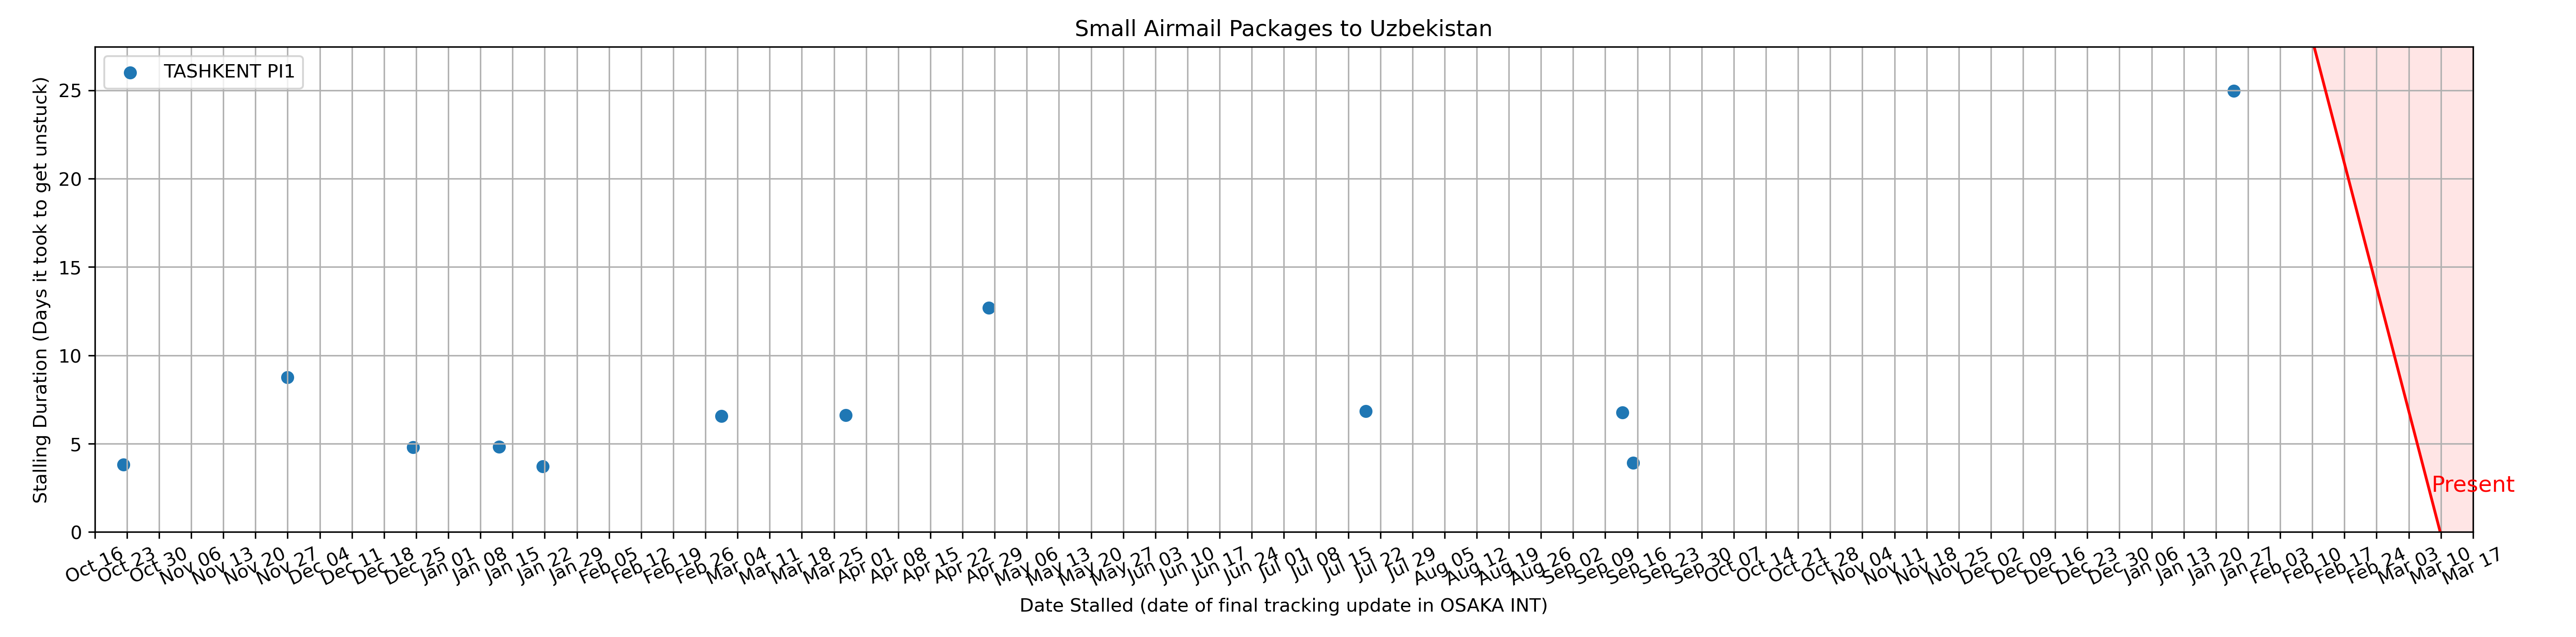 Small Airmail Packages to Uzbekistan
TASHKENT PI1
Stalling Duration (Days it took to get unstuck)
25
20
15
10
5
0
Present
Oct 16 Oct 23 Oct 30 Nov 06 Nov 13 Nov 20 Nov 27 Dec 04 Dec 11 Dec 18 Dec 25 Jan 01 Jan 08 Jan 15 Jan 22 Jan 29 Feb 05 Feb 12 Feb 19 Feb 26 Mar 04 Mar 11 Mar 18 Mar 25 Apr 01 Apr 08 Apr 15 Apr 22 Apr 29 May 06 May 13 May 20 May 27 Jun 03 Jun 10 Jun 17 Jun 24 Jul 01 Jul 08 Jul 15 Jul 22 Jul 29 Aug 05 Aug 12 Aug 19 Aug 26 Sep 02 Sep 09 Sep 16 Sep 23 Sep 30 Oct 07 Oct 14 Oct 21 Oct 28 Nov 04 Nov 11 Nov 18 Nov 25 Dec 02 Dec 09 Dec 16 Dec 23 Dec 30 Jan 06 Jan 13 Jan 20 Jan 27 Feb 03 Feb 10 Feb 17 Feb 24 Mar 03 Mar 10 Mar 17
Date Stalled (date of final tracking update in OSAKA INT)